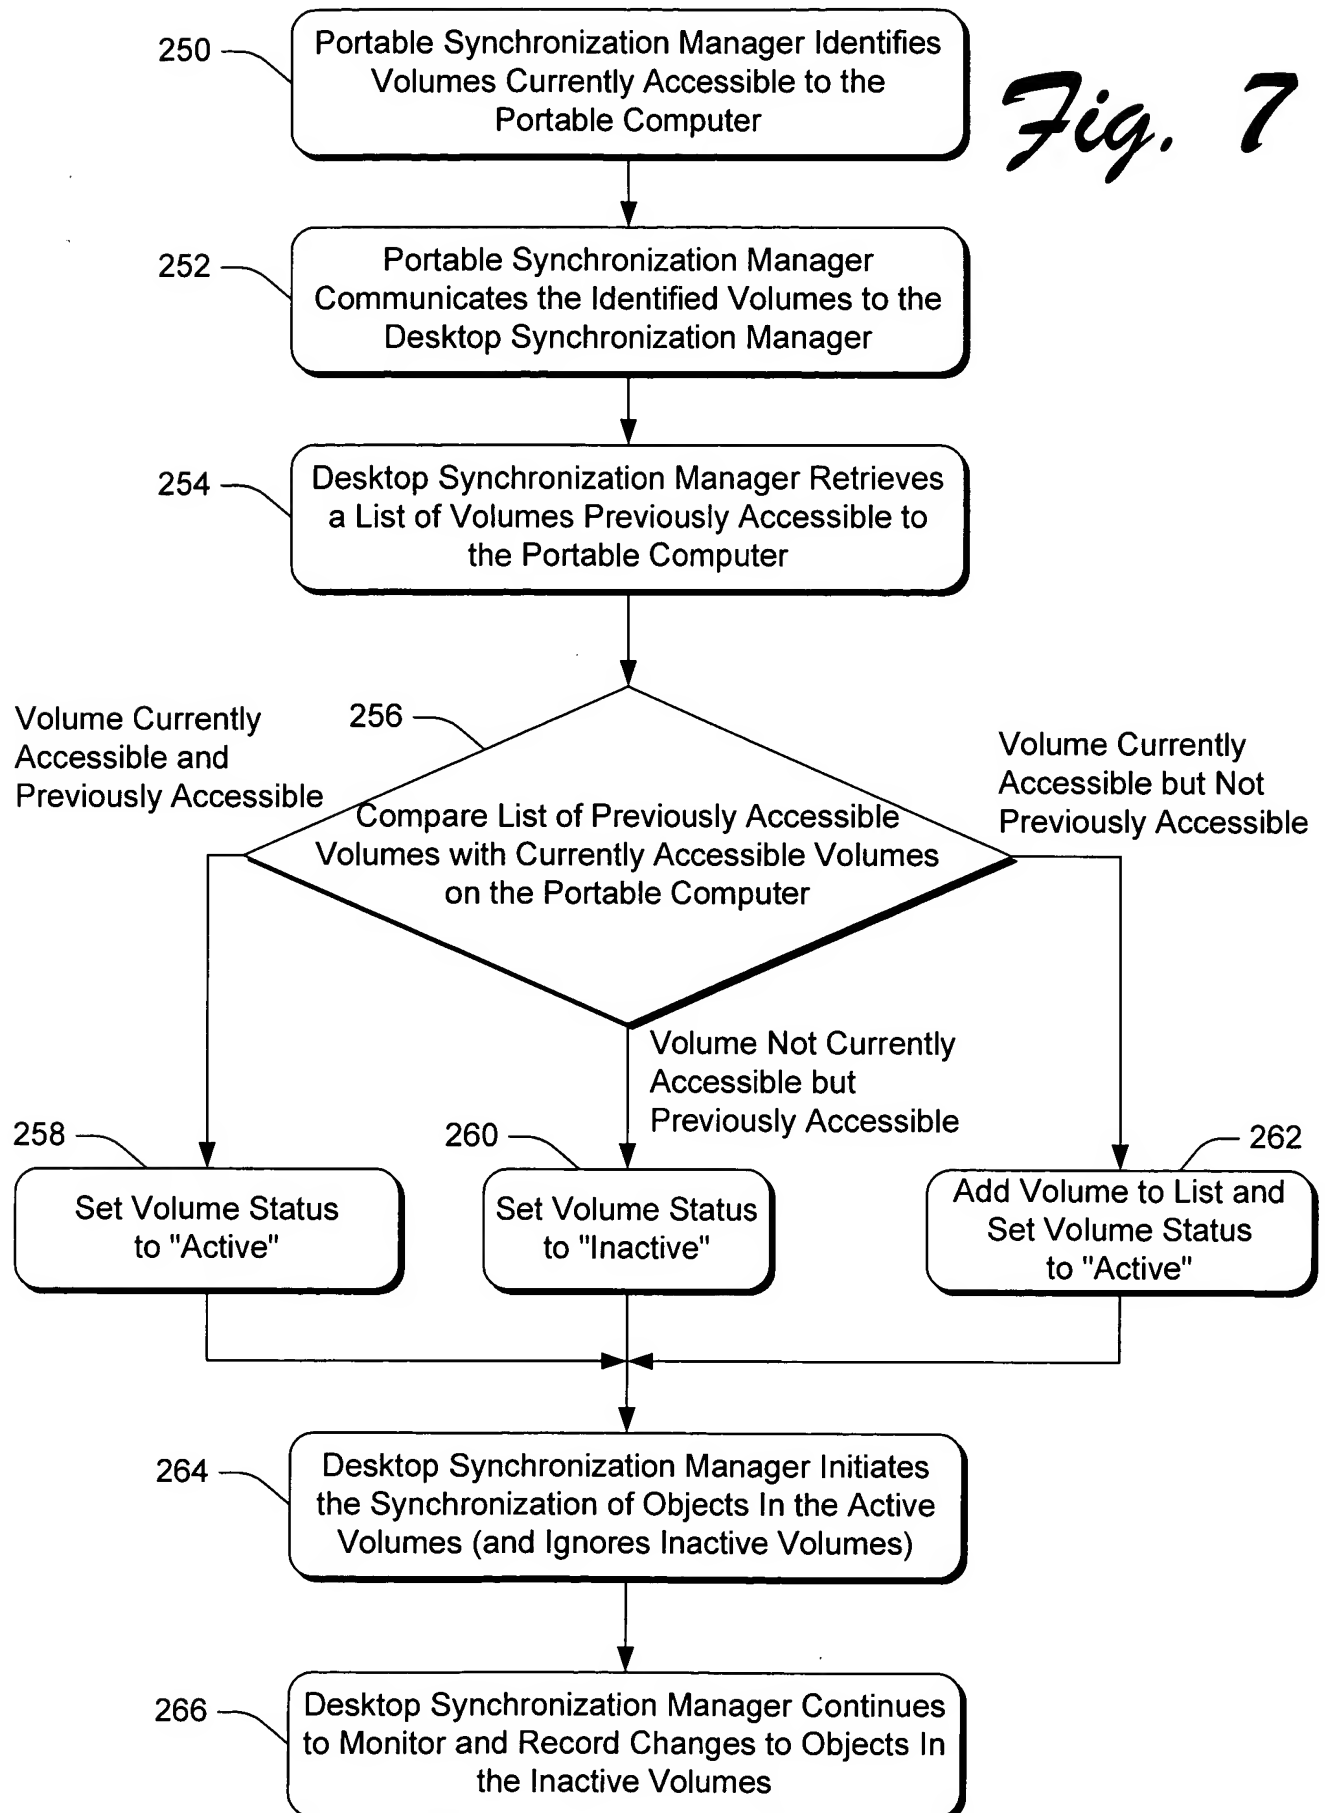 250
Portable Synchronization Manager Identifies
Volumes Currently Accessible to the
Portable Computer
Fig. 7
252
Portable Synchronization Manager
Communicates the Identified Volumes to the
Desktop Synchronization Manager
254
Desktop Synchronization Manager Retrieves
a List of Volumes Previously Accessible to
the Portable Computer
Volume Currently
Accessible and
Previously Accessible
256
Volume Currently
Accessible but Not
Previously Accessible
Compare List of Previously Accessible
Volumes with Currently Accessible Volumes
on the Portable Computer
Volume Not Currently
Accessible but
Previously Accessible
258
Set Volume Status
to "Active"
260
Set Volume Status
to "Inactive"
262
Add Volume to List and
Set Volume Status
to "Active"
264
Desktop Synchronization Manager Initiates
the Synchronization of Objects In the Active
Volumes (and Ignores Inactive Volumes)
266
Desktop Synchronization Manager Continues
to Monitor and Record Changes to Objects In
the Inactive Volumes